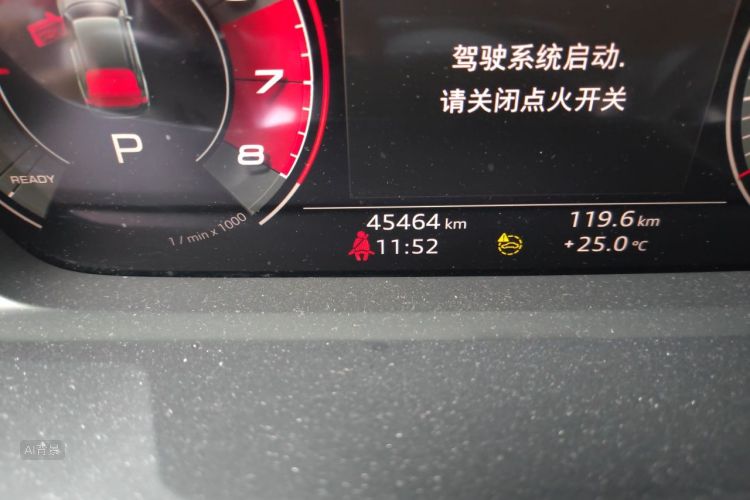 驾驶系统启动.
请关闭点火开关
7
8
P
READY
1 / min x 1000
45464 km
119.6 km
11:52
+25.0 °C
AI背景